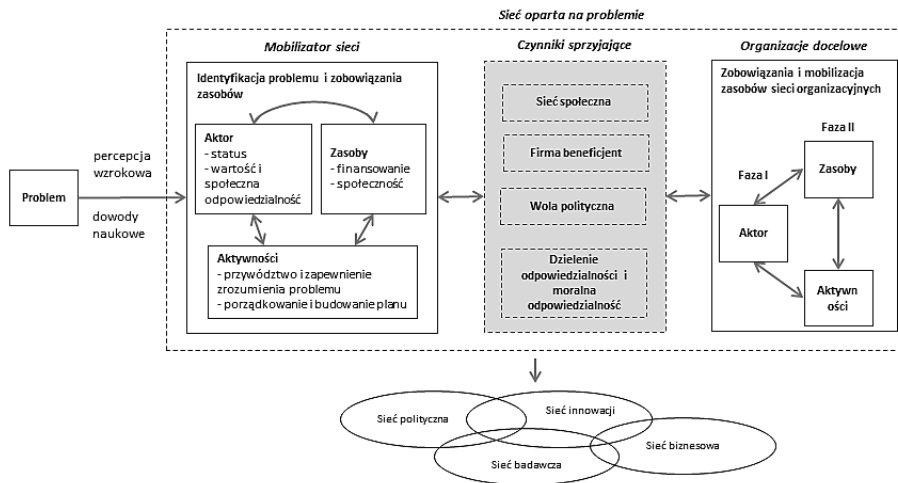 Sieć oparta na problemie
Mobilizator sieci
Czynniki sprzyjające
Organizacje docelowe
Problem
percepcja
wzrokowa
dowody
naukowe
Identyfikacja problemu i zobowiązania
zasobów
Aktor
- status
- wartość i
społeczna
odpowiedzialność
Zasoby
- finansowanie
- społeczność
Aktywności
- przywództwo i zapewnienie
zrozumienia problemu
- porządkowanie i budowanie planu
Sieć społeczna
Firma beneficjent
Wola polityczna
Dzielenie
odpowiedzialności i
moralna
odpowiedzialność
Zobowiązania i mobilizacja
zasobów sieci organizacyjnych
Faza II
Faza I
Zasoby
Aktor
Aktywn
ości
Sieć polityczna
Sieć innowacji
Sieć badawcza
Sieć biznesowa